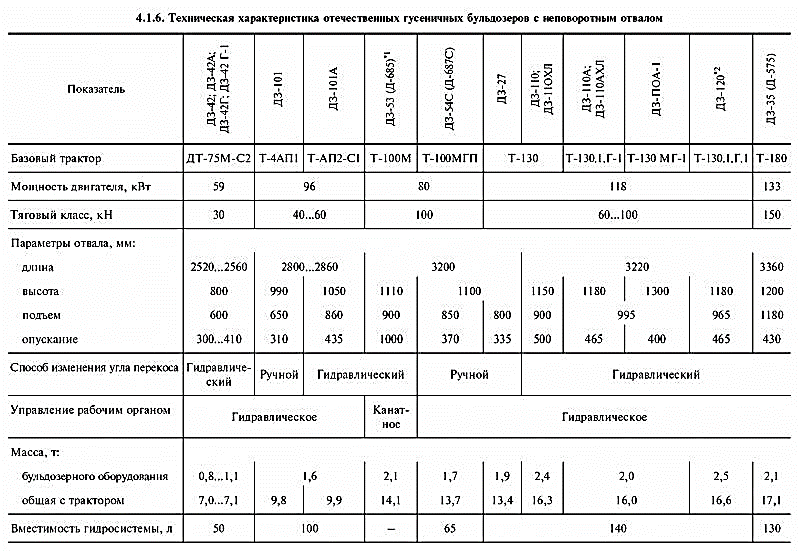 4.1.6. Техническая характеристика отечественных гусеничных бульдозеров с неповоротным отвалом
Показатель ДЗ-42; ДЗ-42А; ДЗ-42Г; ДЗ-42 Г-1 ДЗ-101 ДЗ-101А ДЗ-53 (Д-685)*1 ДЗ-54С (Д-687С) ДЗ-27 ДЗ-110; ДЗ-11ОХЛ ДЗ-110А; ДЗ-110АХЛ ДЗ-ПОА-1 ДЗ-120*2 ДЗ-35 (Д-575)
Базовый трактор ДТ-75М-С2 Т-4АП1 Т-АП2-С1 Т-100М Т-100МГП Т-130 Т-130,1,Г-1 Т-130 МГ-1 Т-130,1,Г,1 Т-180
Мощность двигателя, кВт 59 96 80 118 133
Тяговый класс, кН 30 40...60 100 60...100 150
Параметры отвала, мм:
длина 2520...2560 2800...2860 3200 3220 3360
высота 800 990 1050 1110 1100 1150 1180 1300 1180 1200
подъем 600 650 860 900 850 800 900 995 965 1180
опускание 300...410 310 435 1000 370 335 500 465 400 465 430
Способ изменения угла перекоса Гидравличе-ский Ручной Гидравлический Ручной Гидравлический
Управление рабочим органом Гидравлическое Канат-ное Гидравлическое
Масса, т:
бульдозерного оборудования 0,8...1,1 1,6 2,1 1,7 1,9 2,4 2,0 2,5 2,1
общая с трактором 7,0...7,1 9,8 9,9 14,1 13,7 13,4 16,3 16,0 16,6 17,1
Вместимость гидросистемы, л 50 100 – 65 140 130